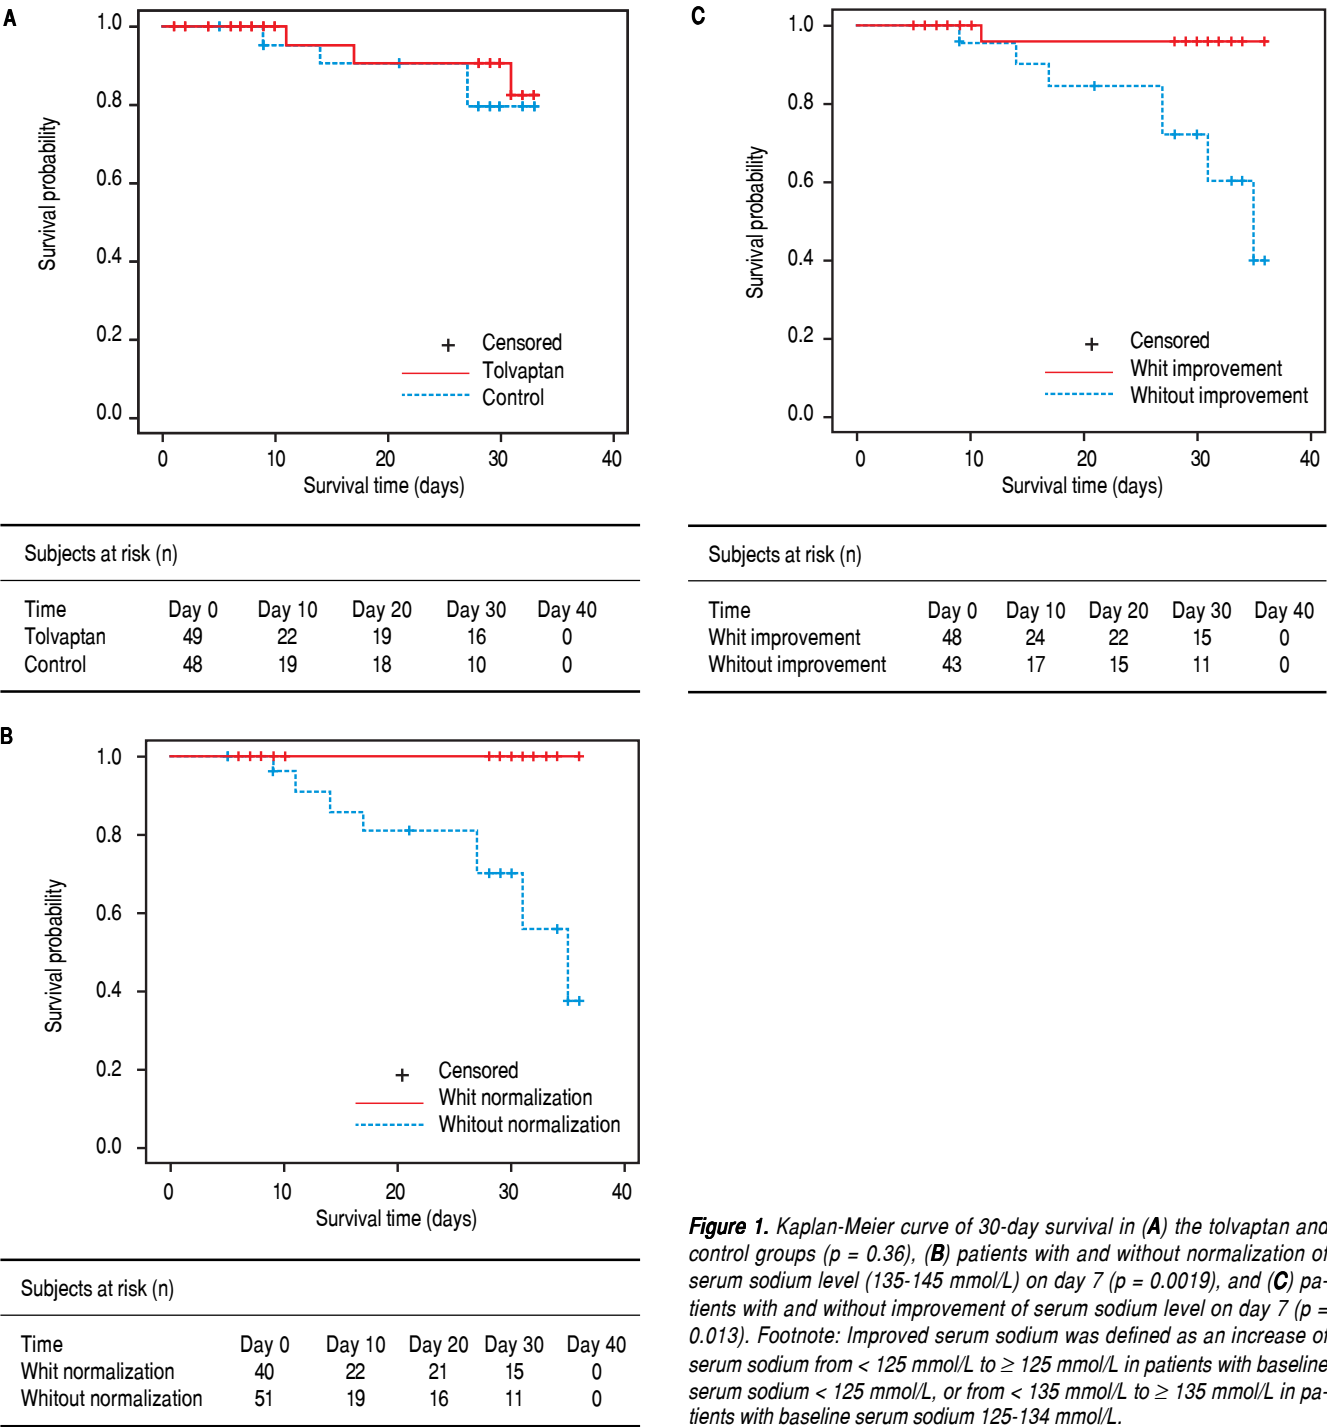 A
1.0
0.8
0.6
0.4
0.2
0.0
Survival probability
Censored
Tolvaptan
Control
0 10 20 30 40
Survival time (days)
Subjects at risk (n)
Time Day 0 Day 10 Day 20 Day 30 Day 40
Tolvaptan 49 22 19 16 0
Control 48 19 18 10 0
B
1.0
0.8
0.6
0.4
0.2
0.0
Survival probability
Censored
Whit normalization
Whitout normalization
0 10 20 30 40
Survival time (days)
Subjects at risk (n)
Time Day 0 Day 10 Day 20 Day 30 Day 40
Whit normalization 40 22 21 15 0
Whitout normalization 51 19 16 11 0
C
1.0
0.8
0.6
0.4
0.2
0.0
Survival probability
Censored
Whit improvement
Whitout improvement
0 10 20 30 40
Survival time (days)
Subjects at risk (n)
Time Day 0 Day 10 Day 20 Day 30 Day 40
Whit improvement 48 24 22 15 0
Whitout improvement 43 17 15 11 0
Figure 1. Kaplan-Meier curve of 30-day survival in (A) the tolvaptan and
control groups (p = 0.36), (B) patients with and without normalization of
serum sodium level (135-145 mmol/L) on day 7 (p = 0.0019), and (C) pa-
tients with and without improvement of serum sodium level on day 7 (p =
0.013). Footnote: Improved serum sodium was defined as an increase of
serum sodium from < 125 mmol/L to ≥ 125 mmol/L in patients with baseline
serum sodium < 125 mmol/L, or from < 135 mmol/L to ≥ 135 mmol/L in pa-
tients with baseline serum sodium 125-134 mmol/L.